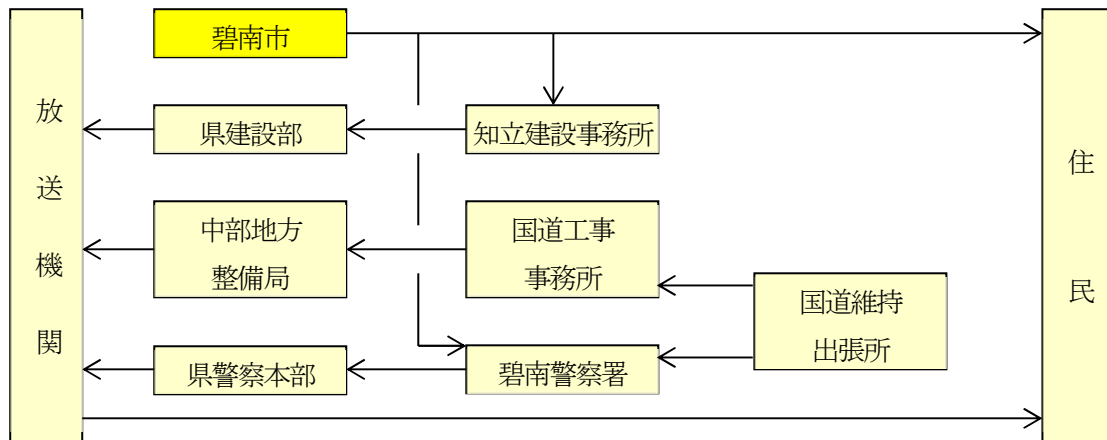 放送機関
碧南市
県建設部
知立建設事務所
中部地方
整備局
国道工事
事務所
国道維持
出張所
県警察本部
碧南警察署
住民